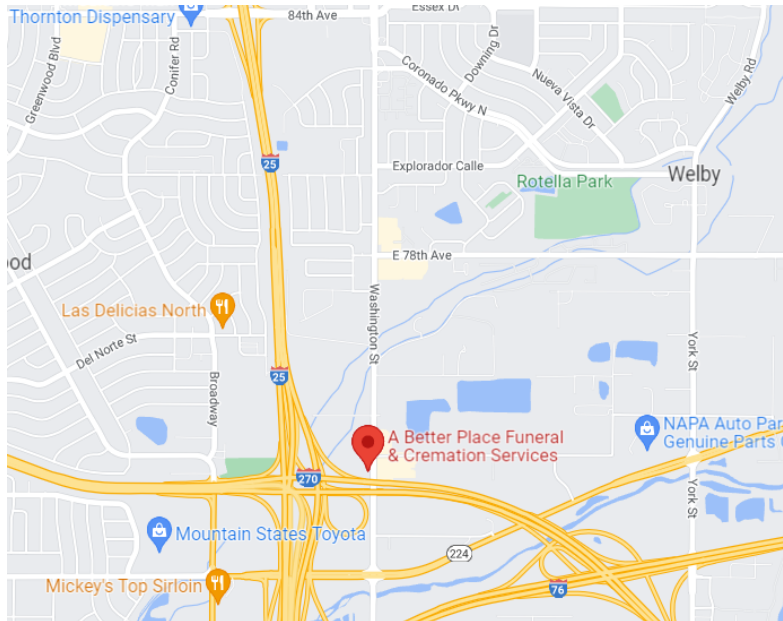 Thornton Dispensary
84th Ave
Essex Dr
Greenwood Blvd
Conifer Rd
Downing Dr
Coronado Pkwy N
Nueva Vista Dr
Welby Rd
25
Explorador Calle
Rotella Park
Welby
ood
E 78th Ave
Las Delicias North
Washington St
Del Norte St
York St
25
Broadway
A Better Place Funeral
& Cremation Services
NAPA Auto Par
Genuine Parts
270
York St
Mountain States Toyota
224
Mickey's Top Sirloin
76